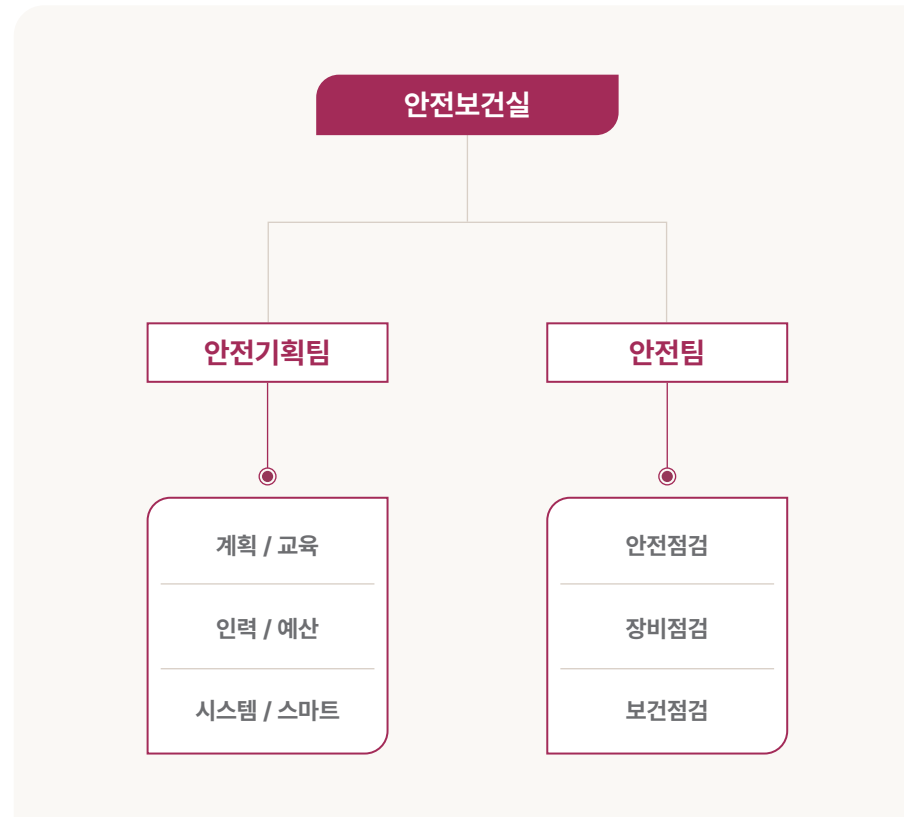 안전보건실
안전기획팀
안전팀
계획 / 교육
인력 / 예산
시스템 / 스마트
안전점검
장비점검
보건점검